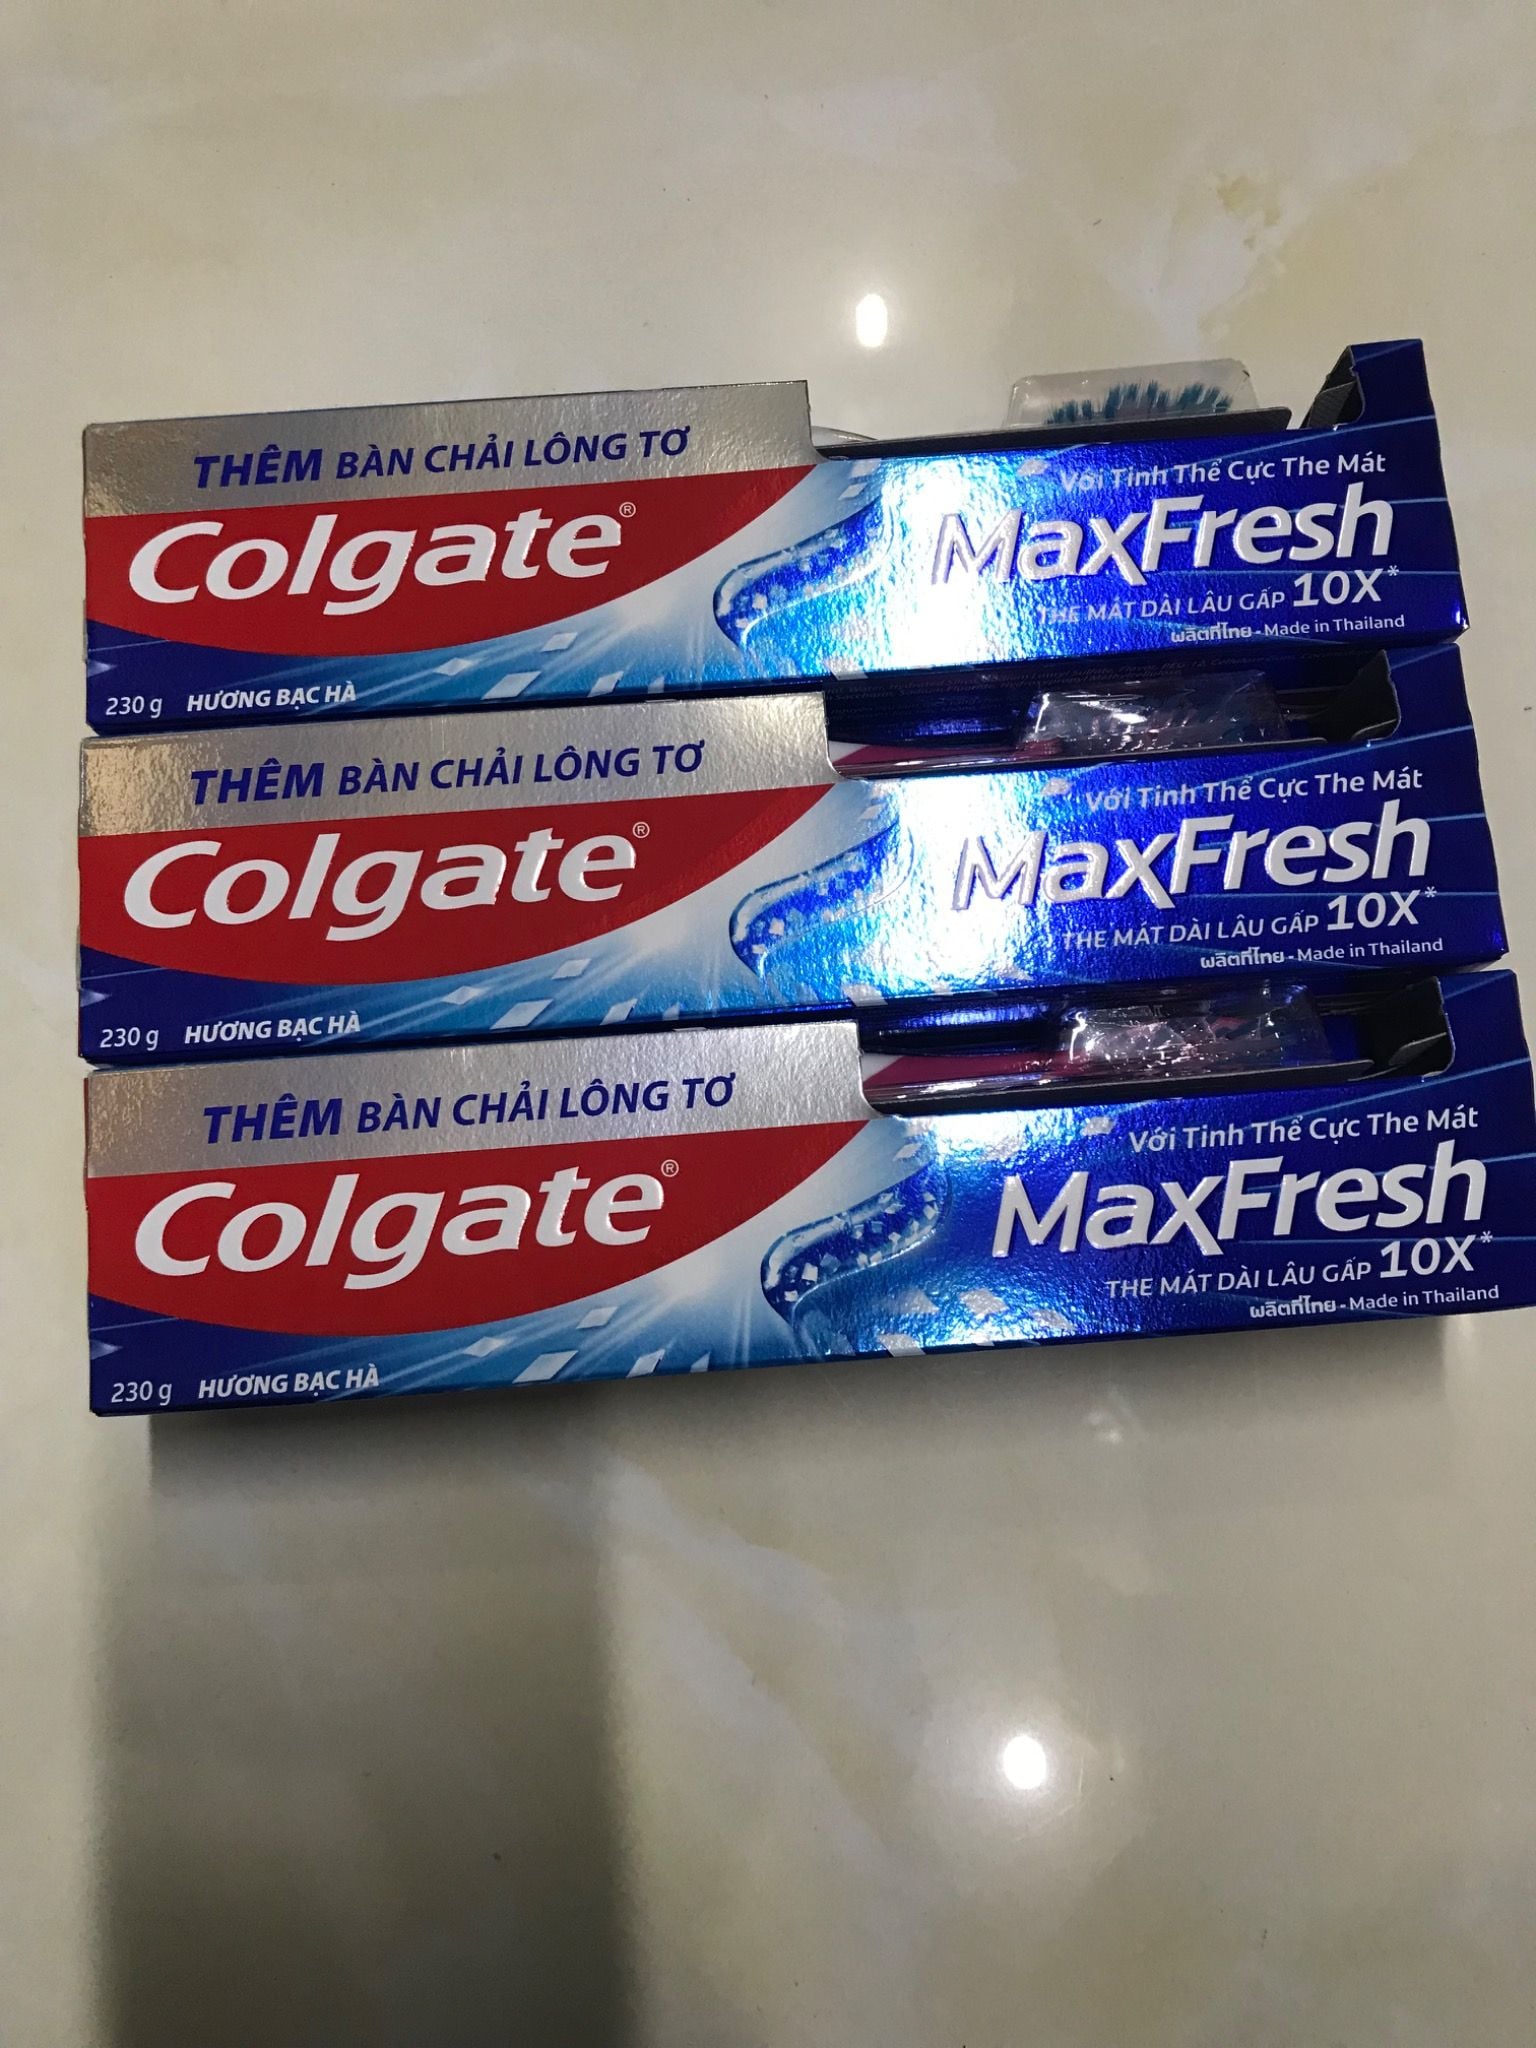 THÊM BÀN CHẢI LÔNG TƠ
Colgate®
Với Tinh Thể Cực The Mát
MaxFresh
THE MÁT DÀI LÂU GẤP 10X*
ผลิตที่ไทย - Made in Thailand
230 g HƯƠNG BẠC HÀ
THÊM BÀN CHẢI LÔNG TƠ
Colgate®
Với Tinh Thể Cực The Mát
MaxFresh
THE MÁT DÀI LÂU GẤP 10X*
ผลิตที่ไทย - Made in Thailand
230 g HƯƠNG BẠC HÀ
THÊM BÀN CHẢI LÔNG TƠ
Colgate®
Với Tinh Thể Cực The Mát
MaxFresh
THE MÁT DÀI LÂU GẤP 10X*
ผลิตที่ไทย - Made in Thailand
230 g HƯƠNG BẠC HÀ